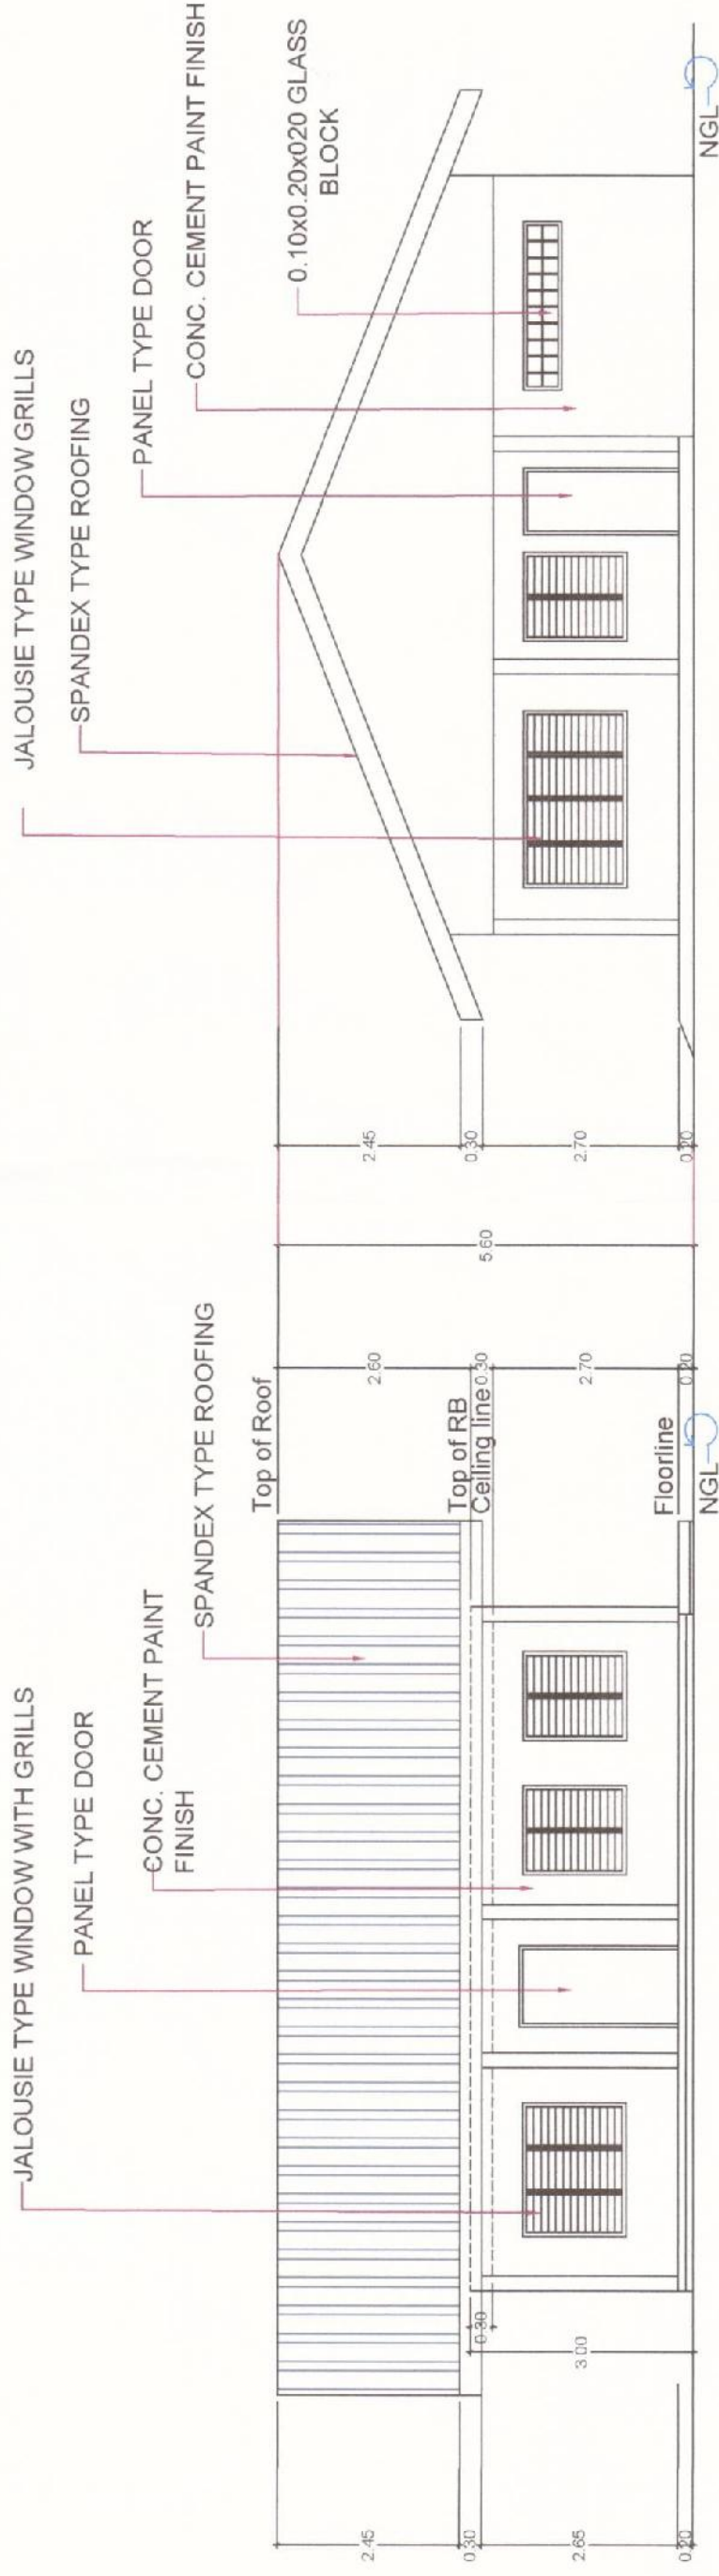 JALOUSIE TYPE WINDOW WITH GRILLS
PANEL TYPE DOOR
CONC. CEMENT PAINT
FINISH
SPANDEX TYPE ROOFING
Top of Roof
Top of RB
Ceiling line
Floorline
NGL
2.45
0.30
2.65
0.20
0.30
3.00
2.60
0.30
2.70
0.20
5.60
2.45
0.30
2.70
0.20
JALOUSIE TYPE WINDOW GRILLS
SPANDEX TYPE ROOFING
PANEL TYPE DOOR
CONC. CEMENT PAINT FINISH
0.10x0.20x020 GLASS
BLOCK
NGL